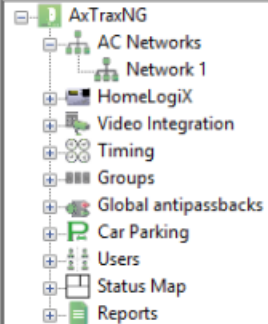 AxTraxNG
AC Networks
Network 1
HomeLogiX
Video Integration
Timing
Groups
Global antipassbacks
Car Parking
Users
Status Map
Reports